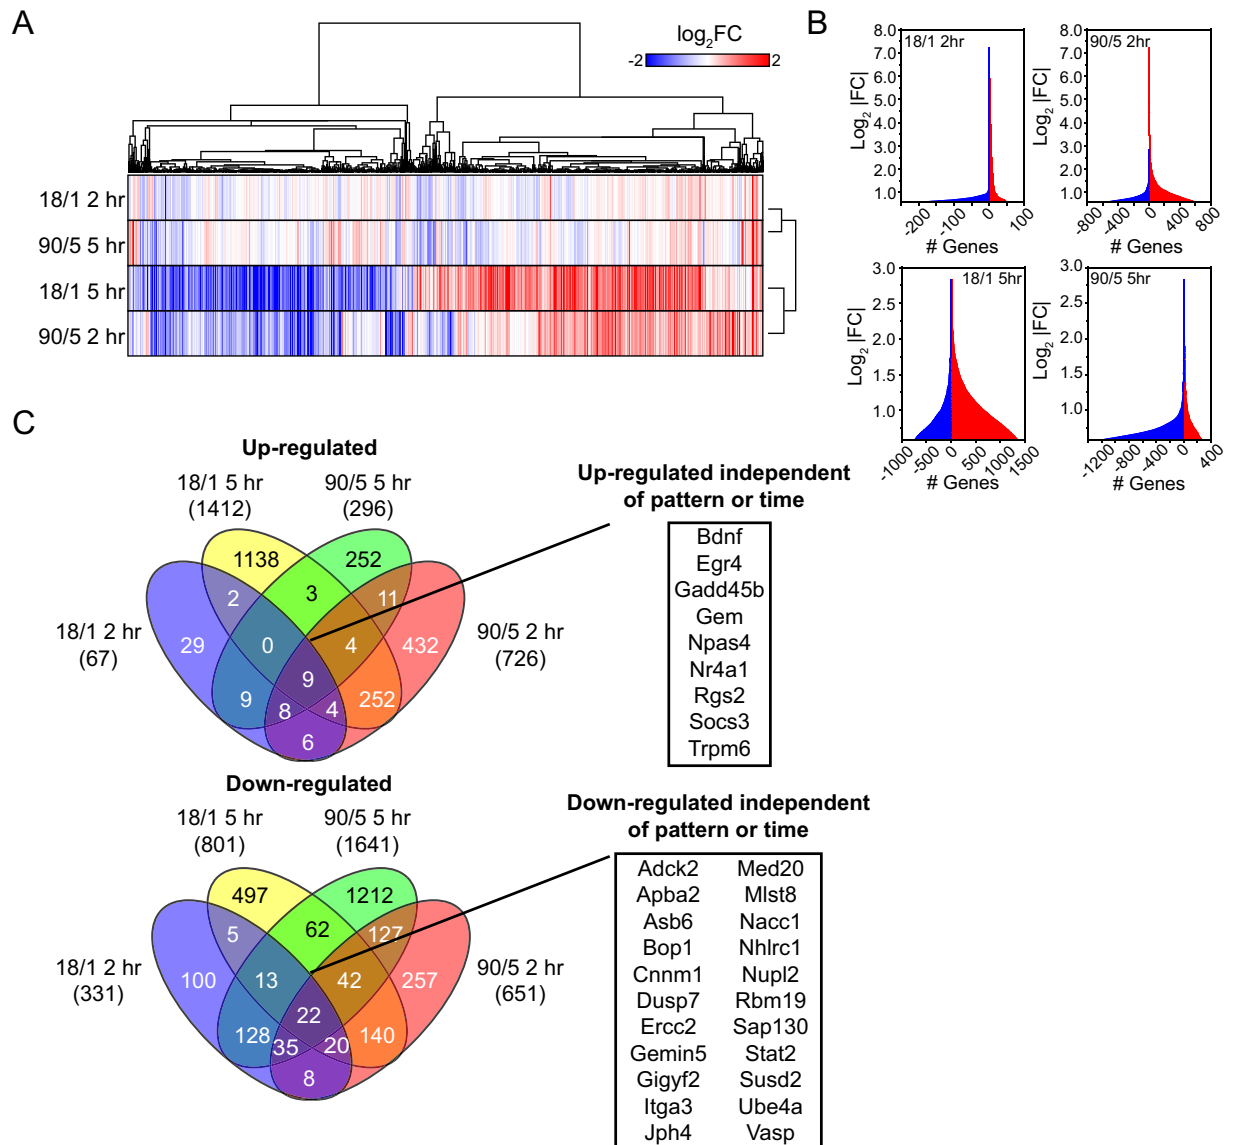 A
log2FC
-2
2
18/1 2 hr
90/5 5 hr
18/1 5 hr
90/5 2 hr
B
18/1 2hr
8.0
7.0
6.0
5.0
4.0
3.0
2.0
1.0
Log2 |FC|
-200
-100
0
100
# Genes
90/5 2hr
8.0
7.0
6.0
5.0
4.0
3.0
2.0
1.0
Log2 |FC|
-800
-400
0
400
800
# Genes
18/1 5hr
3.0
2.5
2.0
1.5
1.0
Log2 |FC|
-1000
-500
0
500
1000
1500
# Genes
90/5 5hr
3.0
2.5
2.0
1.5
1.0
Log2 |FC|
-1200
-800
-400
0
400
# Genes
C
Up-regulated
18/1 5 hr
(1412)
90/5 5 hr
(296)
18/1 2 hr
(67)
90/5 2 hr
(726)
1138
252
2
3
11
29
0
4
432
9
9
8
4
252
6
Up-regulated independent
of pattern or time
Bdnf
Egr4
Gadd45b
Gem
Npas4
Nr4a1
Rgs2
Socs3
Trpm6
Down-regulated
18/1 5 hr
(801)
90/5 5 hr
(1641)
18/1 2 hr
(331)
90/5 2 hr
(651)
497
1212
5
62
127
100
13
42
257
22
128
35
20
140
8
Down-regulated independent
of pattern or time
Adck2 Med20
Apba2 Mlst8
Asb6 Nacc1
Bop1 Nhlrc1
Cnnm1 Nupl2
Dusp7 Rbm19
Ercc2 Sap130
Gemin5 Stat2
Gigyf2 Susd2
Itga3 Ube4a
Jph4 Vasp